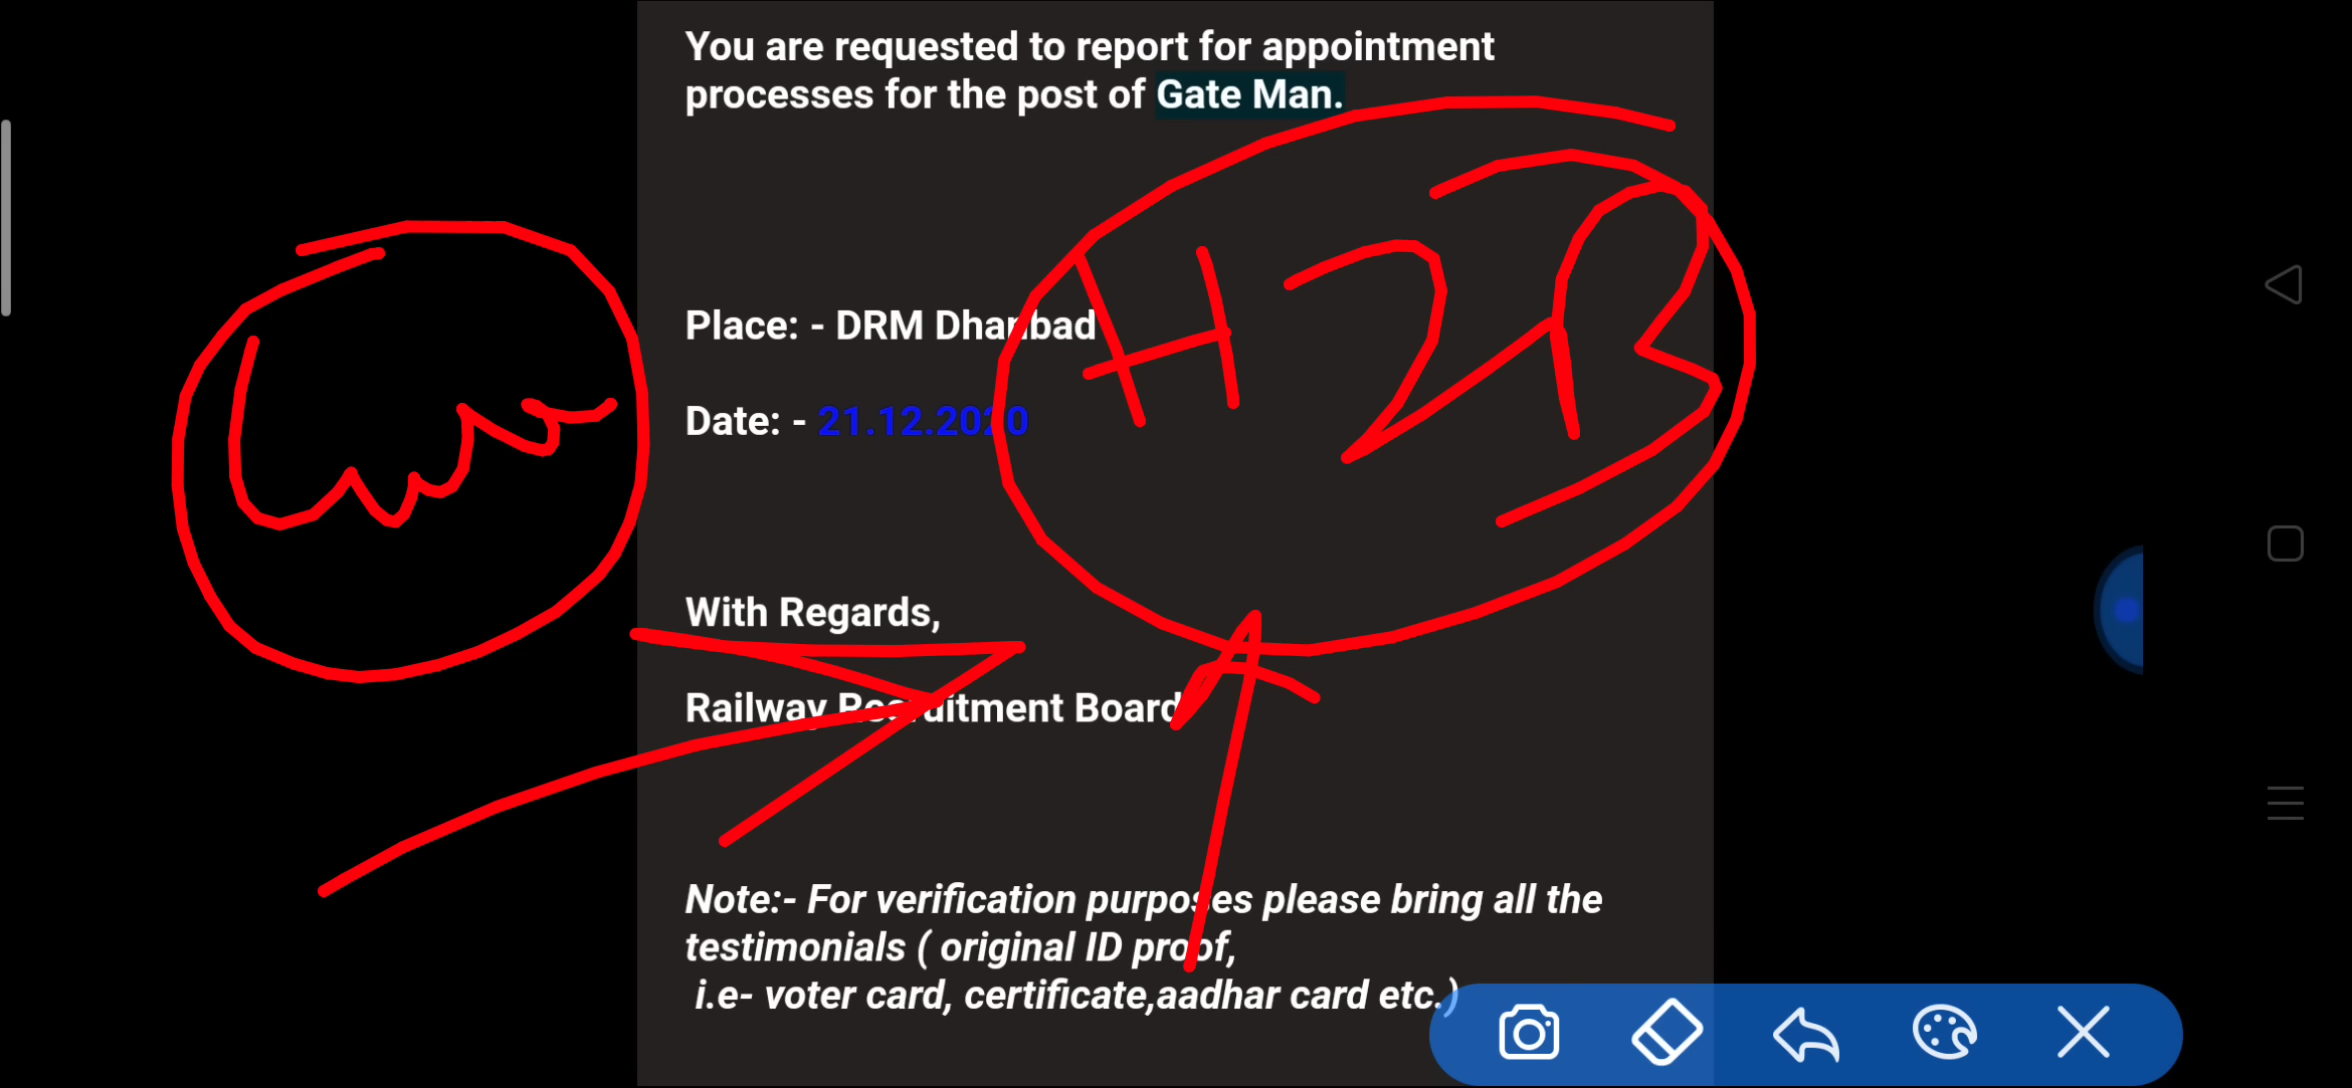 You are requested to report for appointment
processes for the post of Gate Man.
H2B
Place: - DRM Dhanbad
Date: - 21.12.2020
With Regards,
Railway Recruitment Board
Note:- For verification purposes please bring all the
testimonials ( original ID proof,
i.e- voter card, certificate,aadhar card etc.)